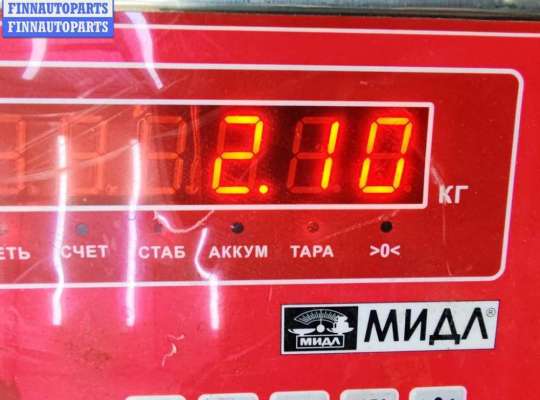 FINNAUTOPARTS
FINNAUTOPARTS
2.10
КГ
СЧЕТ СТАБ АККУМ ТАРА >0<
МИДЛ МИДЛ®